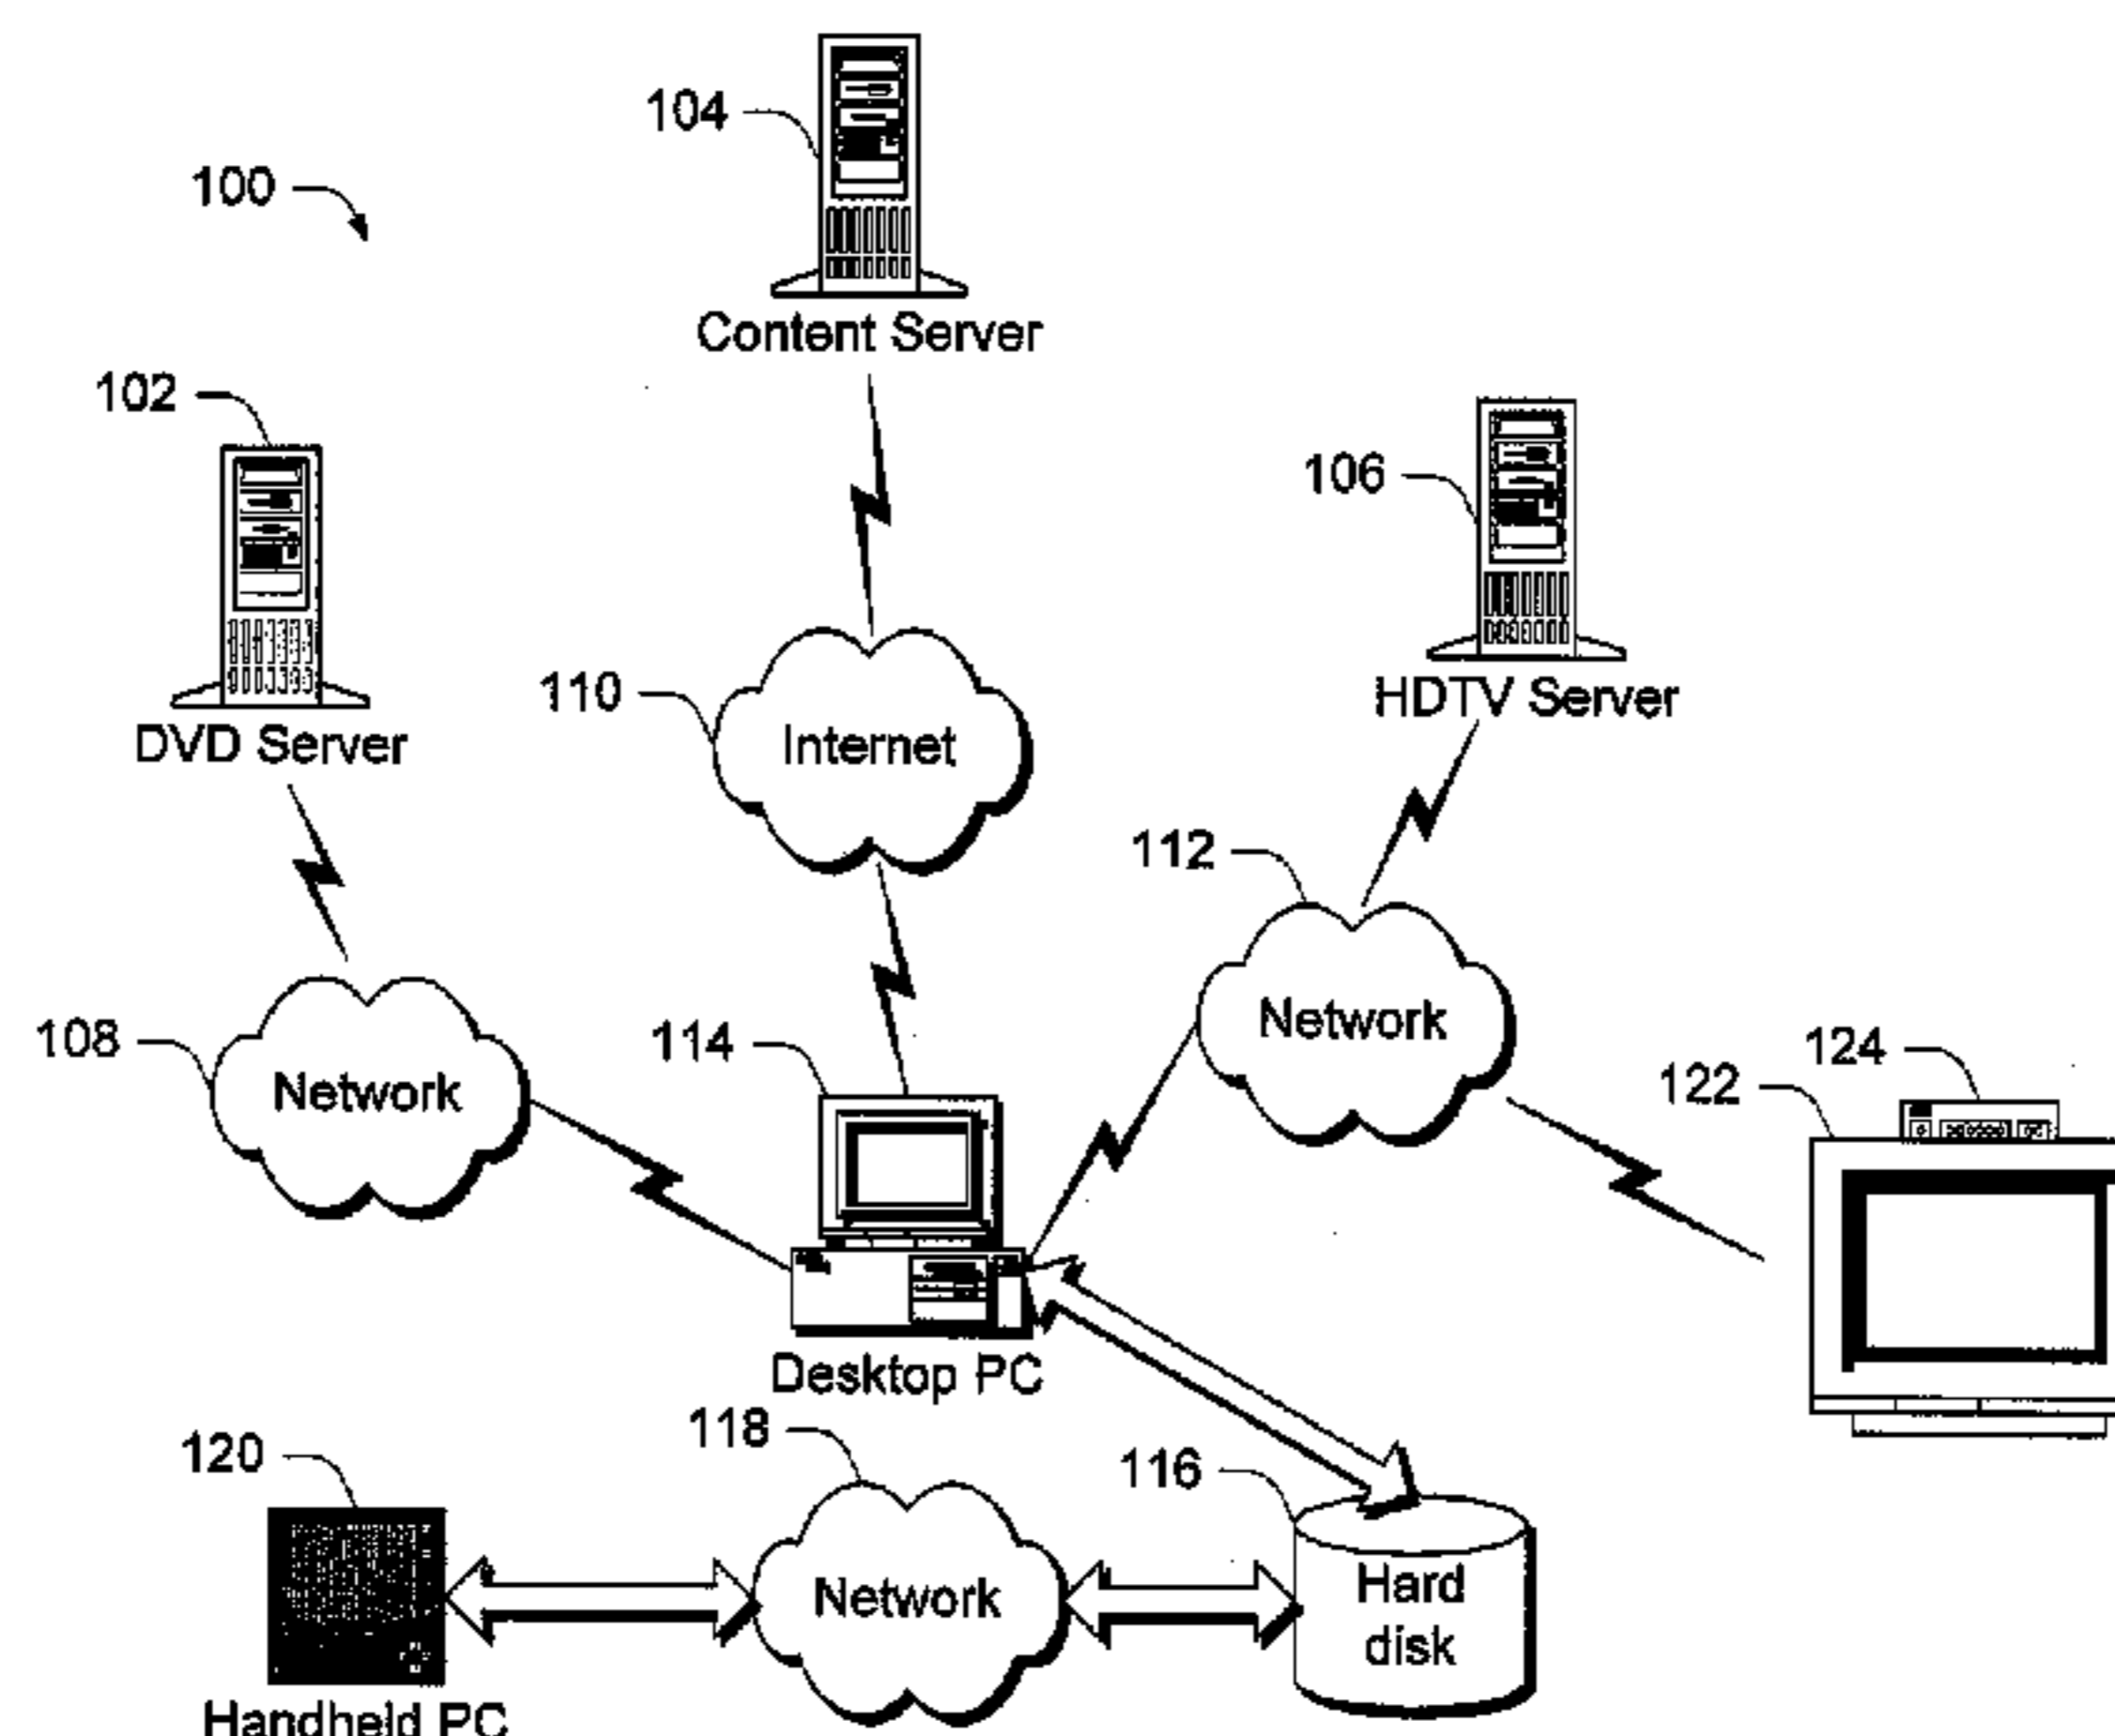 104
100
Content Server
102
106
HDTV Server
110
Internet
DVD Server
112
Network
108
Network
114
124
122
Desktop PC
118
120
116
Network
Hard
disk
Handheld PC